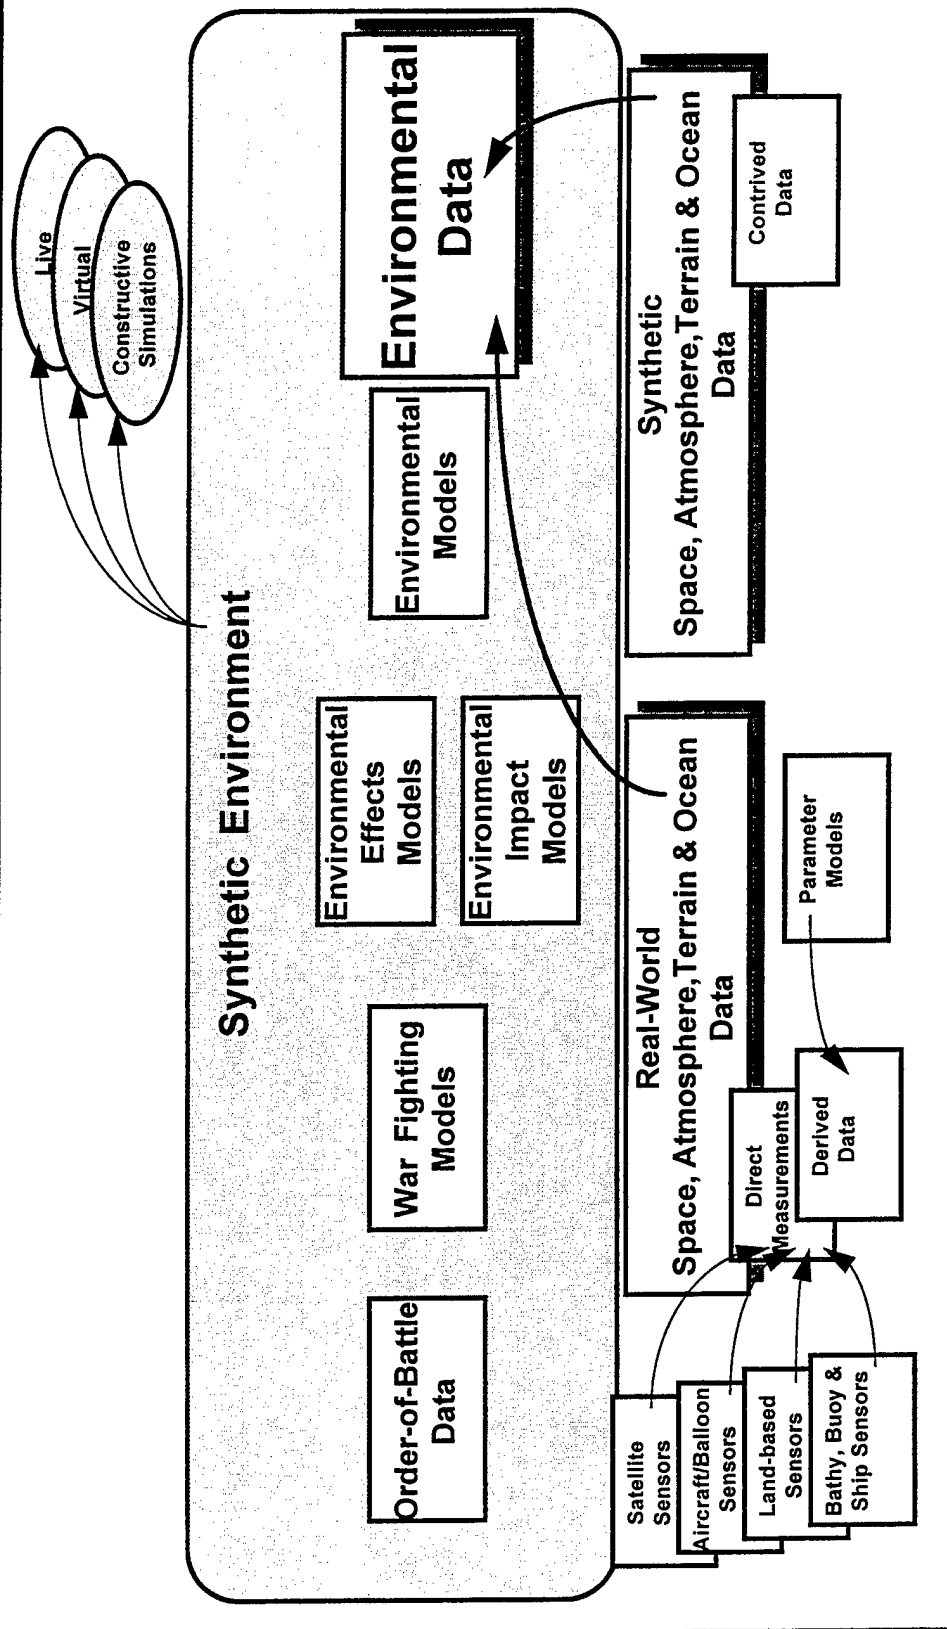 Live
Virtual
Constructive
Simulations
Synthetic Environment
Order-of-Battle
Data
War Fighting
Models
Environmental
Effects
Models
Environmental
Impact
Models
Environmental
Models
Environmental
Data
Real-World
Space, Atmosphere,Terrain & Ocean
Data
Synthetic
Space, Atmosphere,Terrain & Ocean
Data
Contrived
Data
Satellite
Sensors
Aircraft/Balloon
Sensors
Land-based
Sensors
Bathy, Buoy &
Ship Sensors
Direct
Measurements
Derived
Data
Parameter
Models